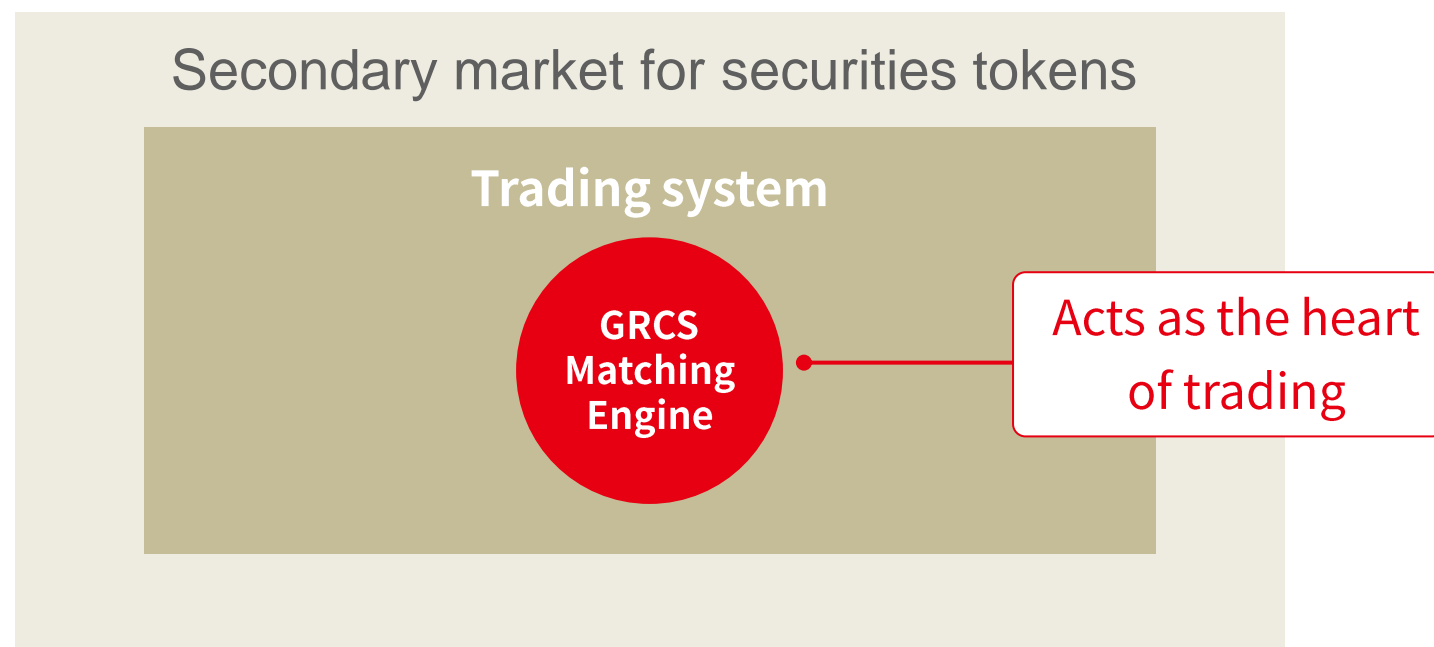 Secondary market for securities tokens
Trading system
GRCS
Matching
Engine
Acts as the heart
of trading